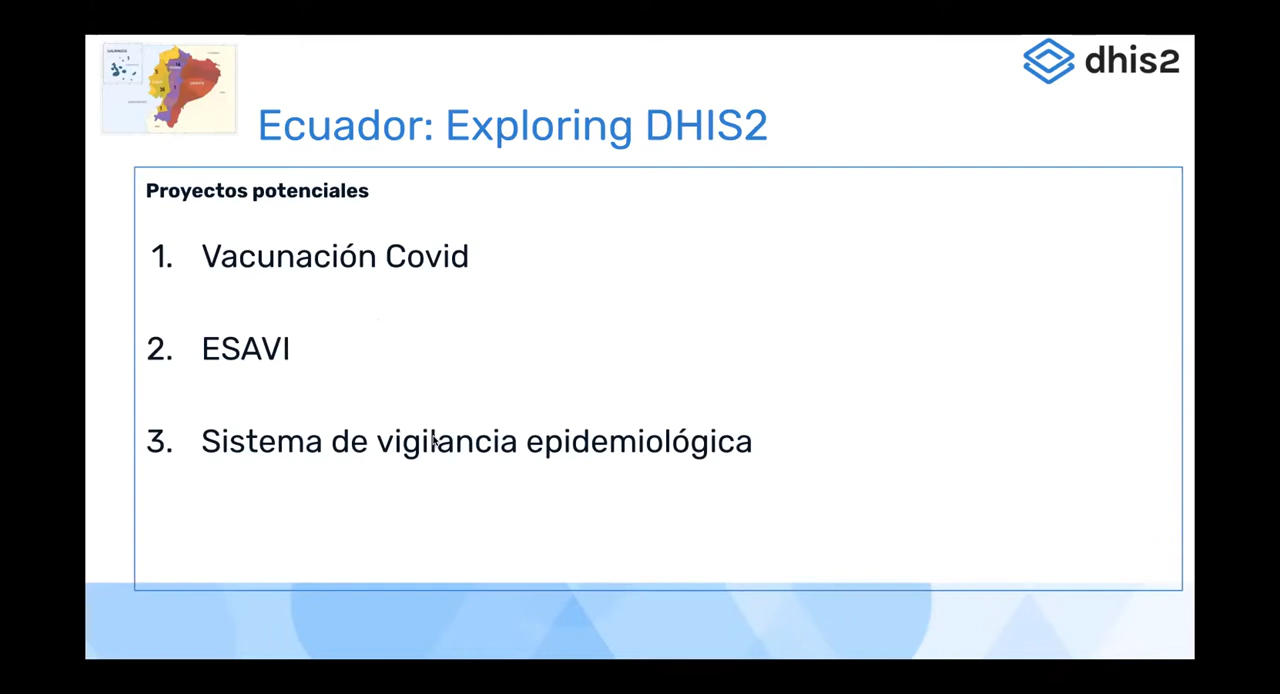 dhis2
Ecuador: Exploring DHIS2
Proyectos potenciales
1. Vacunación Covid
2. ESAVI
3. Sistema de vigilancia epidemiológica